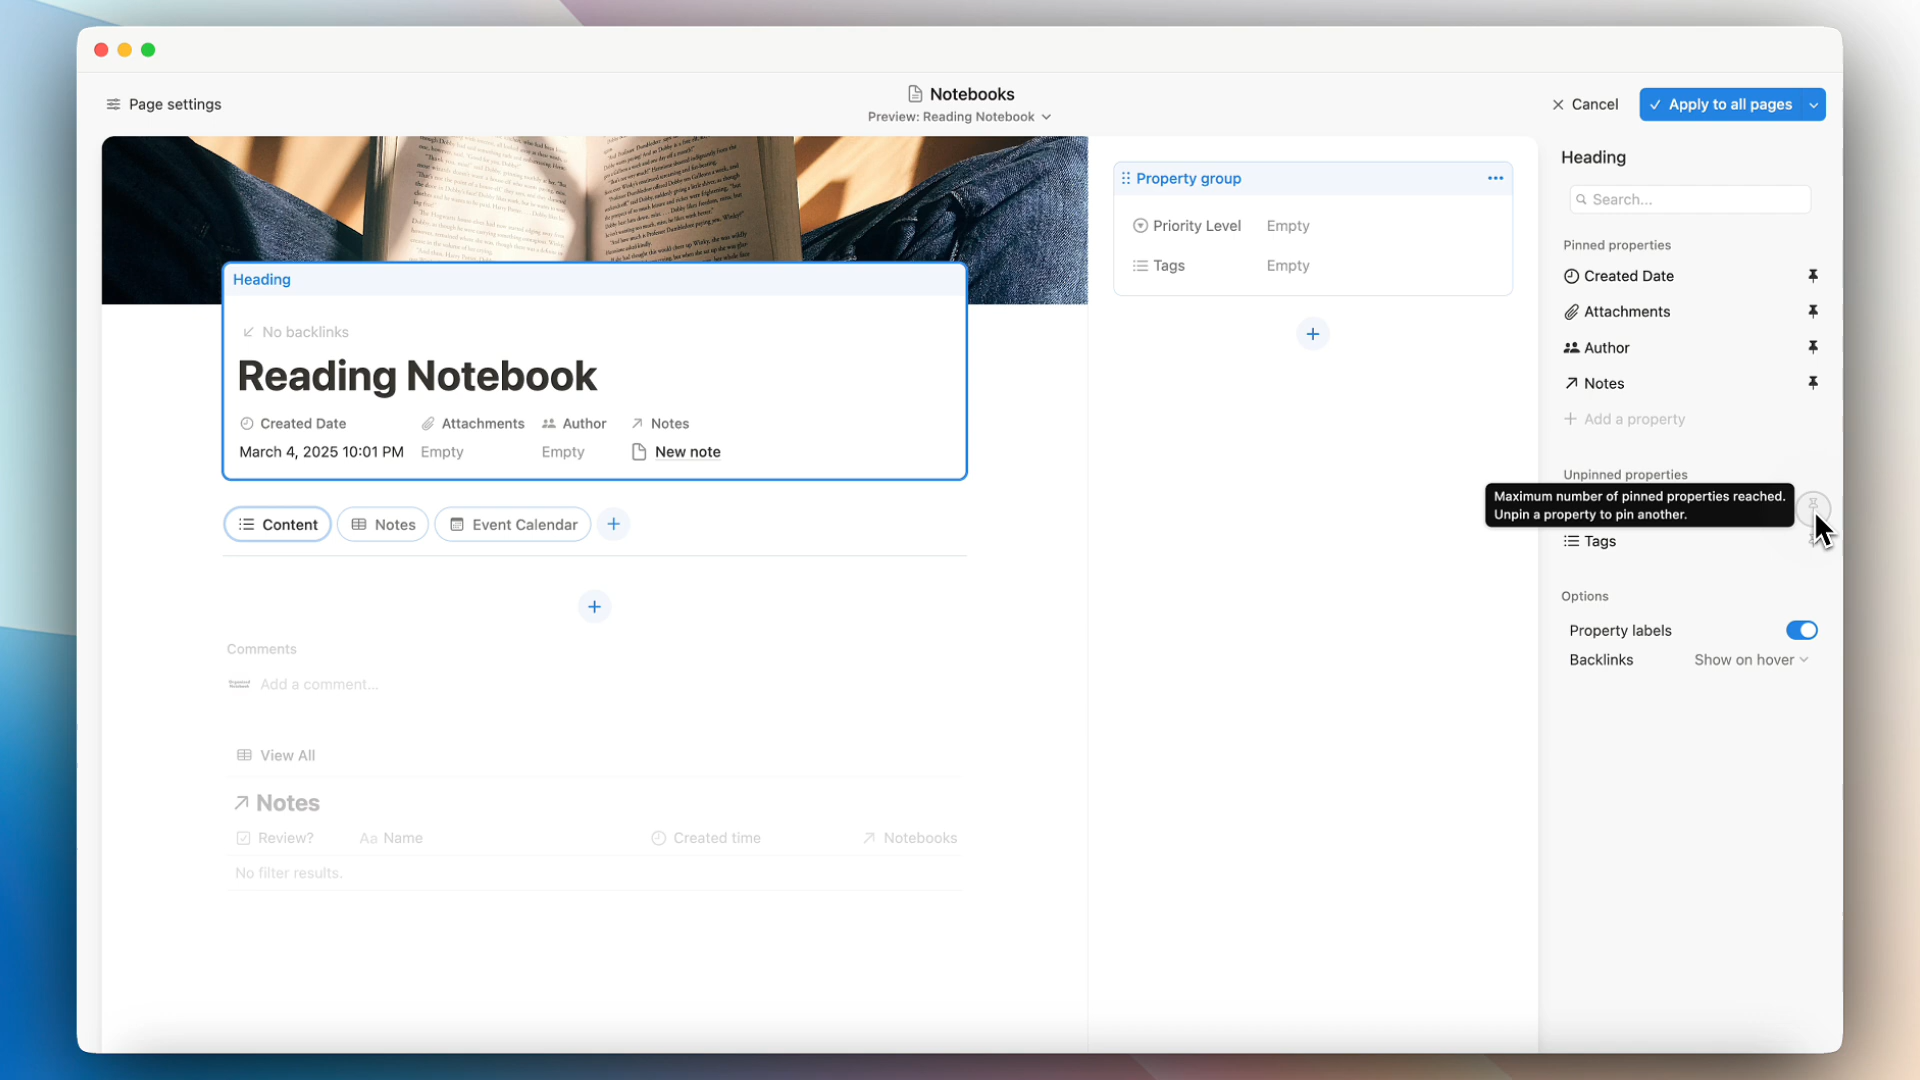 Page settings
Notebooks
Preview: Reading Notebook
Cancel
Apply to all pages
Heading
No backlinks
Reading Notebook
Created Date
Attachments
Author
Notes
March 4, 2025 10:01 PM
Empty
Empty
New note
Content
Notes
Event Calendar
Comments
Add a comment...
View All
Notes
Review?
Aa Name
Created time
Notebooks
No filter results.
Property group
Priority Level
Empty
Tags
Empty
Heading
Search...
Pinned properties
Created Date
Attachments
Author
Notes
Add a property
Unpinned properties
Maximum number of pinned properties reached.
Unpin a property to pin another.
Tags
Options
Property labels
Backlinks
Show on hover